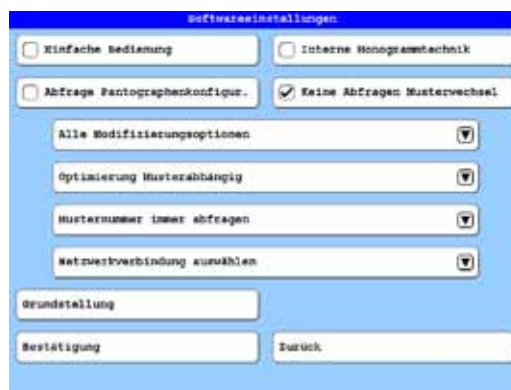 Softwareeinstellungen
Einfache Bedienung
Interne Monogrammtechnik
Abfrage Pantographenkonfigur.
Keine Abfragen Musterwechsel
Alle Modifizierungsoptionen
Optimierung Musterabhängig
Musternummer immer abfragen
Netzwerkverbindung auswählen
Grundstellung
Bestätigung
Zurück